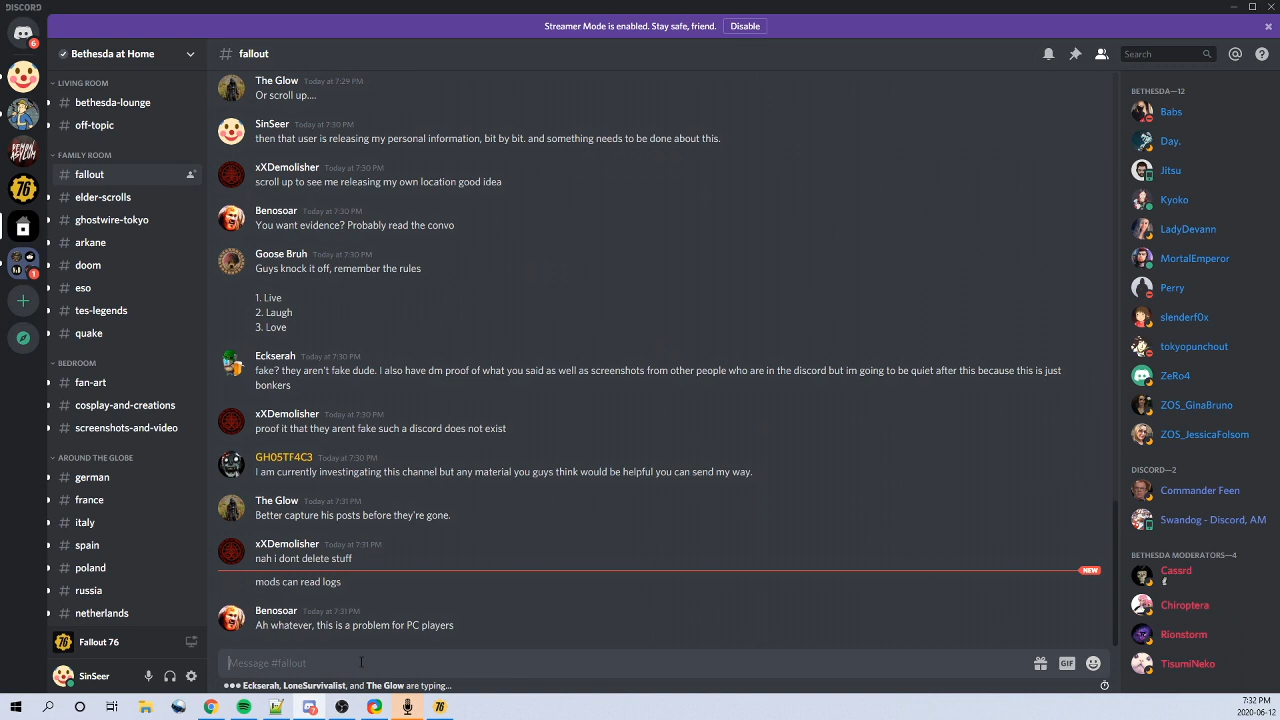 DISCORD
Streamer Mode is enabled. Stay safe, friend. Disable
6
1
Bethesda at Home
LIVING ROOM
# bethesda-lounge
# off-topic
FAMILY ROOM
# fallout
# elder-scrolls
# ghostwire-tokyo
# arkane
# doom
# eso
# tes-legends
# quake
BEDROOM
# fan-art
# cosplay-and-creations
# screenshots-and-video
AROUND THE GLOBE
# german
# france
# italy
# spain
# poland
# russia
# netherlands
Fallout 76
SinSeer
# fallout
Search
The Glow Today at 7:29 PM
Or scroll up....
SinSeer Today at 7:30 PM
then that user is releasing my personal information, bit by bit. and something needs to be done about this.
xXDemolisher Today at 7:30 PM
scroll up to see me releasing my own location good idea
Benosoar Today at 7:30 PM
You want evidence? Probably read the convo
Goose Bruh Today at 7:30 PM
Guys knock it off, remember the rules
1. Live
2. Laugh
3. Love
Eckserah Today at 7:30 PM
fake? they aren't fake dude. I also have dm proof of what you said as well as screenshots from other people who are in the discord but im going to be quiet after this because this is just
bonkers
xXDemolisher Today at 7:30 PM
proof it that they arent fake such a discord does not exist
GH05TF4C3 Today at 7:30 PM
I am currently investigating this channel but any material you guys think would be helpful you can send my way.
The Glow Today at 7:31 PM
Better capture his posts before they're gone.
xXDemolisher Today at 7:31 PM
nah i dont delete stuff
NEW
mods can read logs
Benosoar Today at 7:31 PM
Ah whatever, this is a problem for PC players
Message #fallout
GIF
Eckserah, LoneSurvivalist, and The Glow are typing...
BETHESDA—12
Babs
Day.
Jitsu
Kyoko
LadyDevann
MortalEmperor
Perry
slenderf0x
tokyopunchout
ZeRo4
ZOS_GinaBruno
ZOS_JessicaFolsom
DISCORD—2
Commander Feen
Swandog - Discord, AM
BETHESDA MODERATORS—4
Cassrd
Chiroptera
Rionstorm
TisumiNeko
7:32 PM
2020-06-12